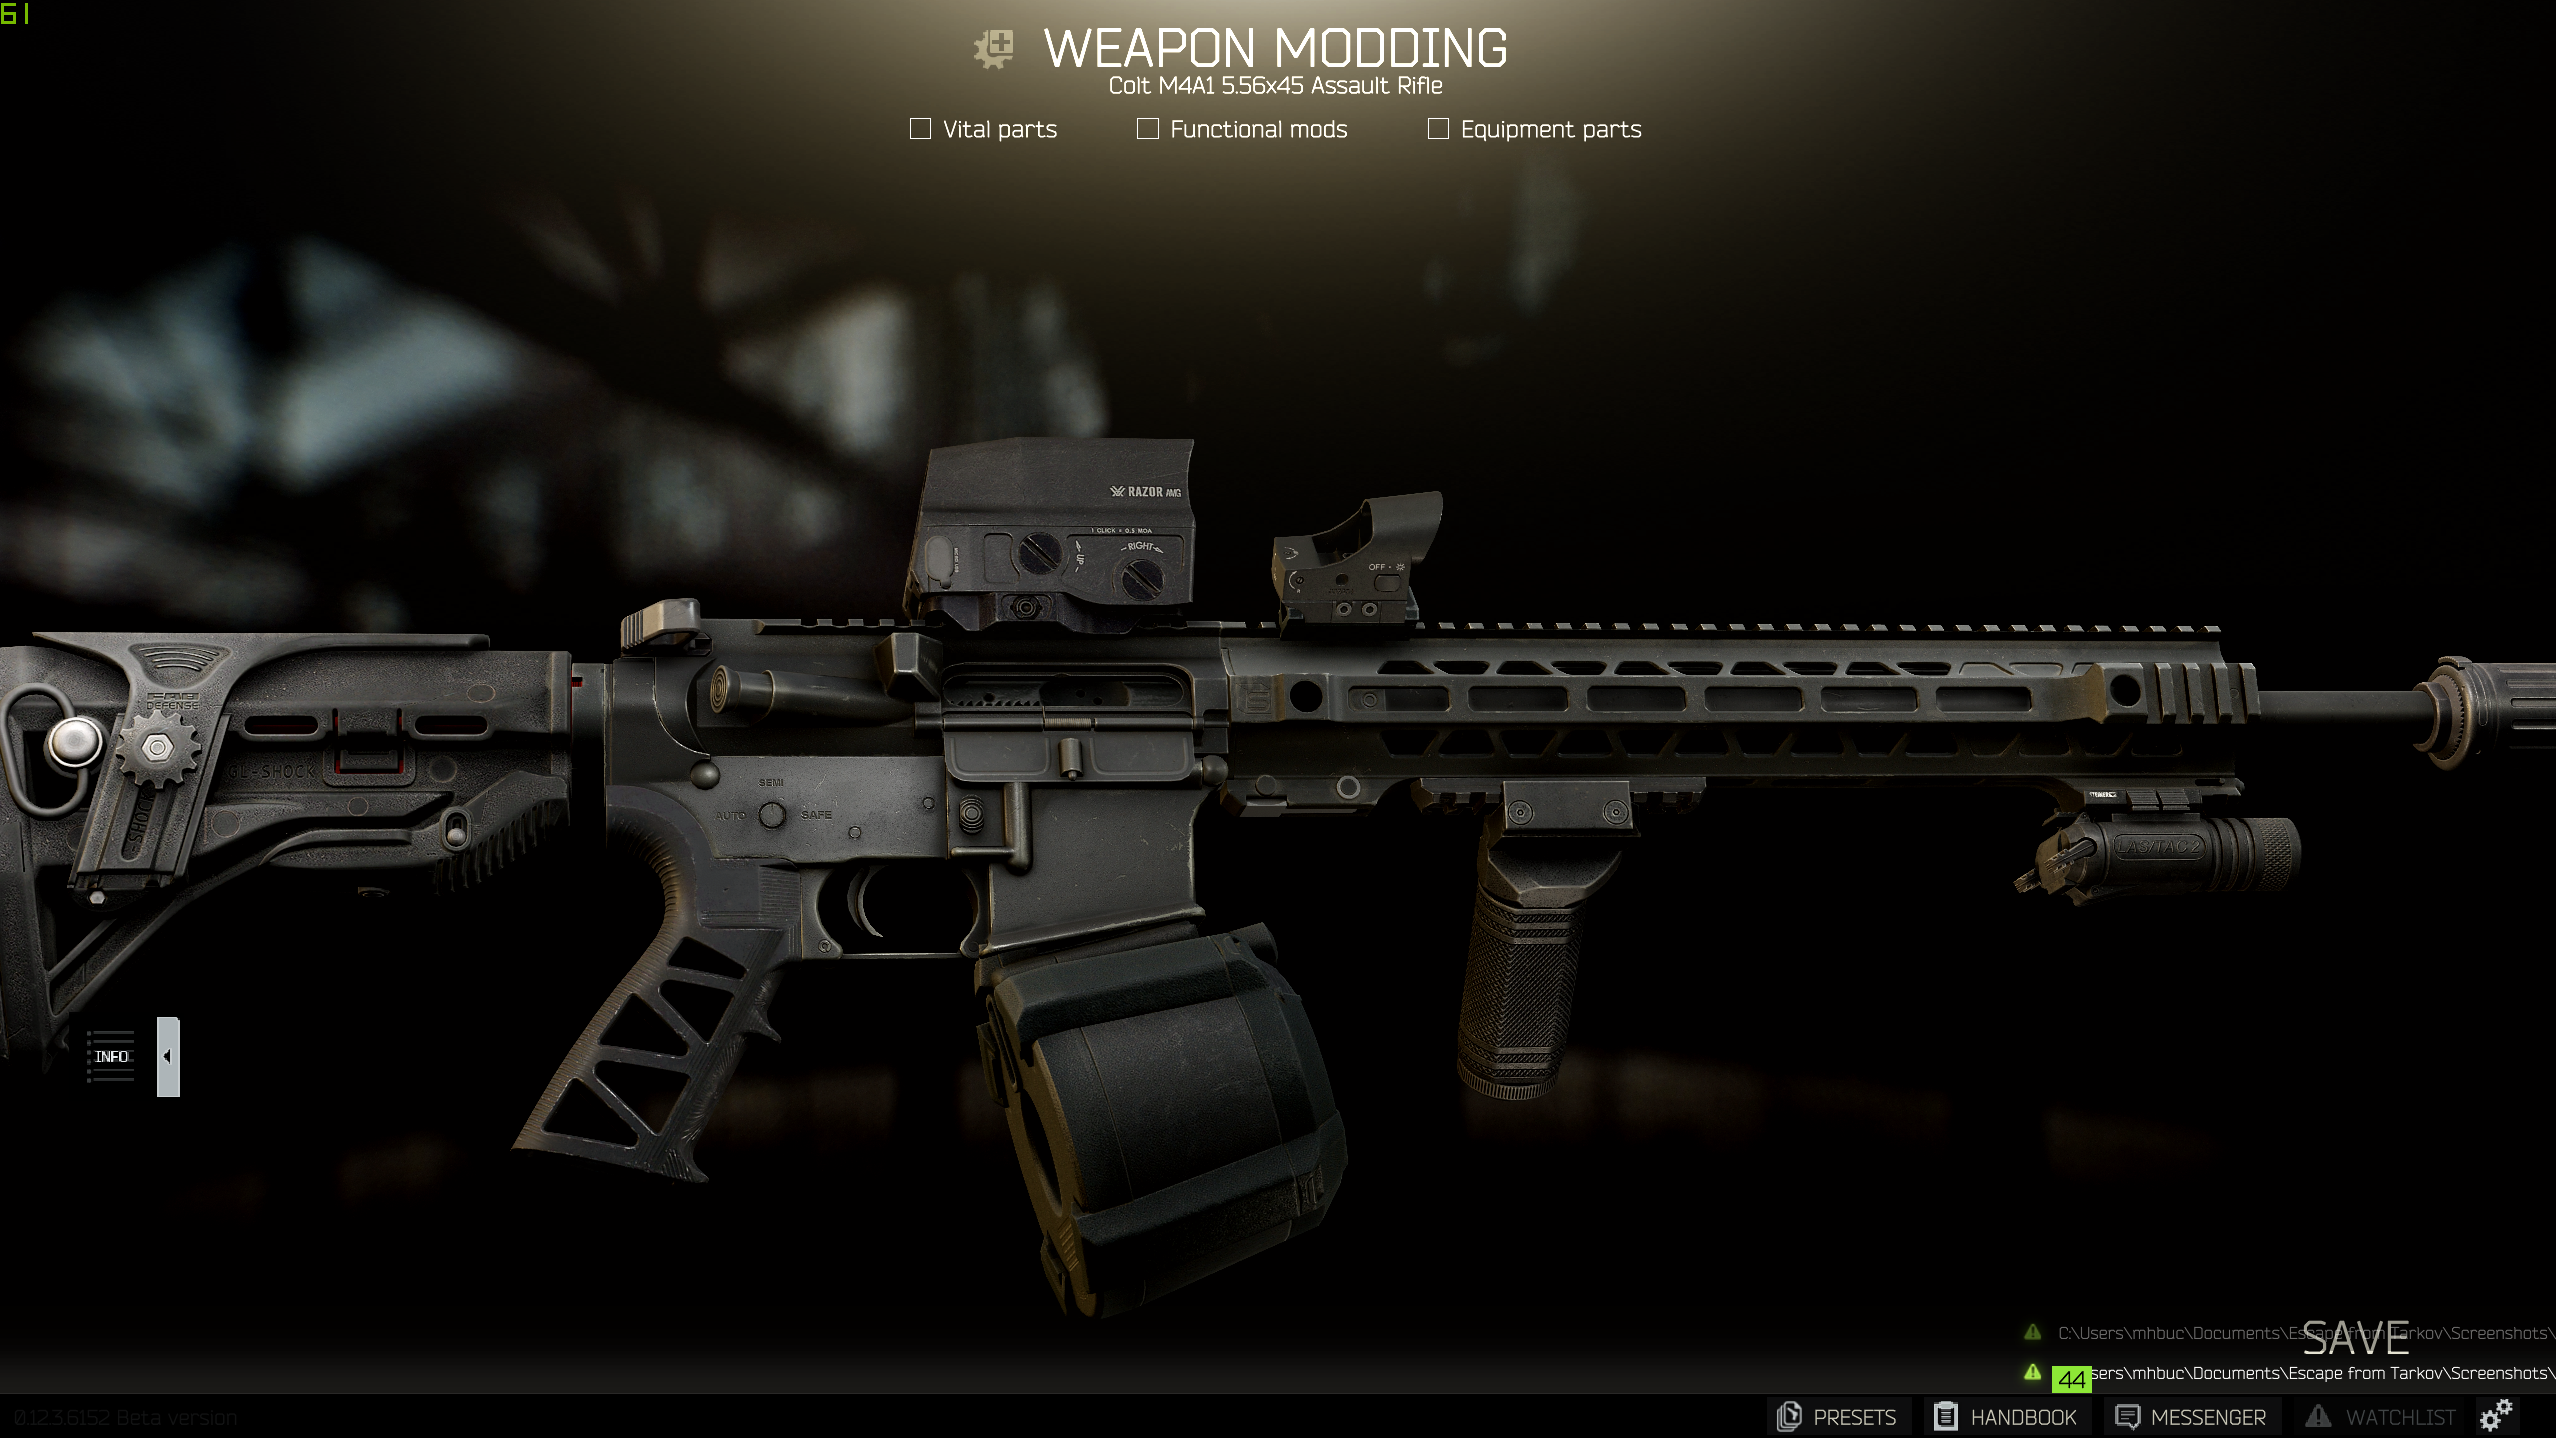 61
WEAPON MODDING
Colt M4A1 5.56x45 Assault Rifle
Vital parts
Functional mods
Equipment parts
RAZOR AMG
1 CLICK = 0.5 MOA
UP
RIGHT
OFF
FAB
DEFENSE
GL-SHOCK
SEMI
AUTO
SAFE
STEINER
LAS/TAC 2
INFO
C:\Users\mhbuc\Documents\Escape from Tarkov\Screenshots\
SAVE
44
sers\mhbuc\Documents\Escape from Tarkov\Screenshots\
0.12.3.6152 Beta version
PRESETS
HANDBOOK
MESSENGER
WATCHLIST